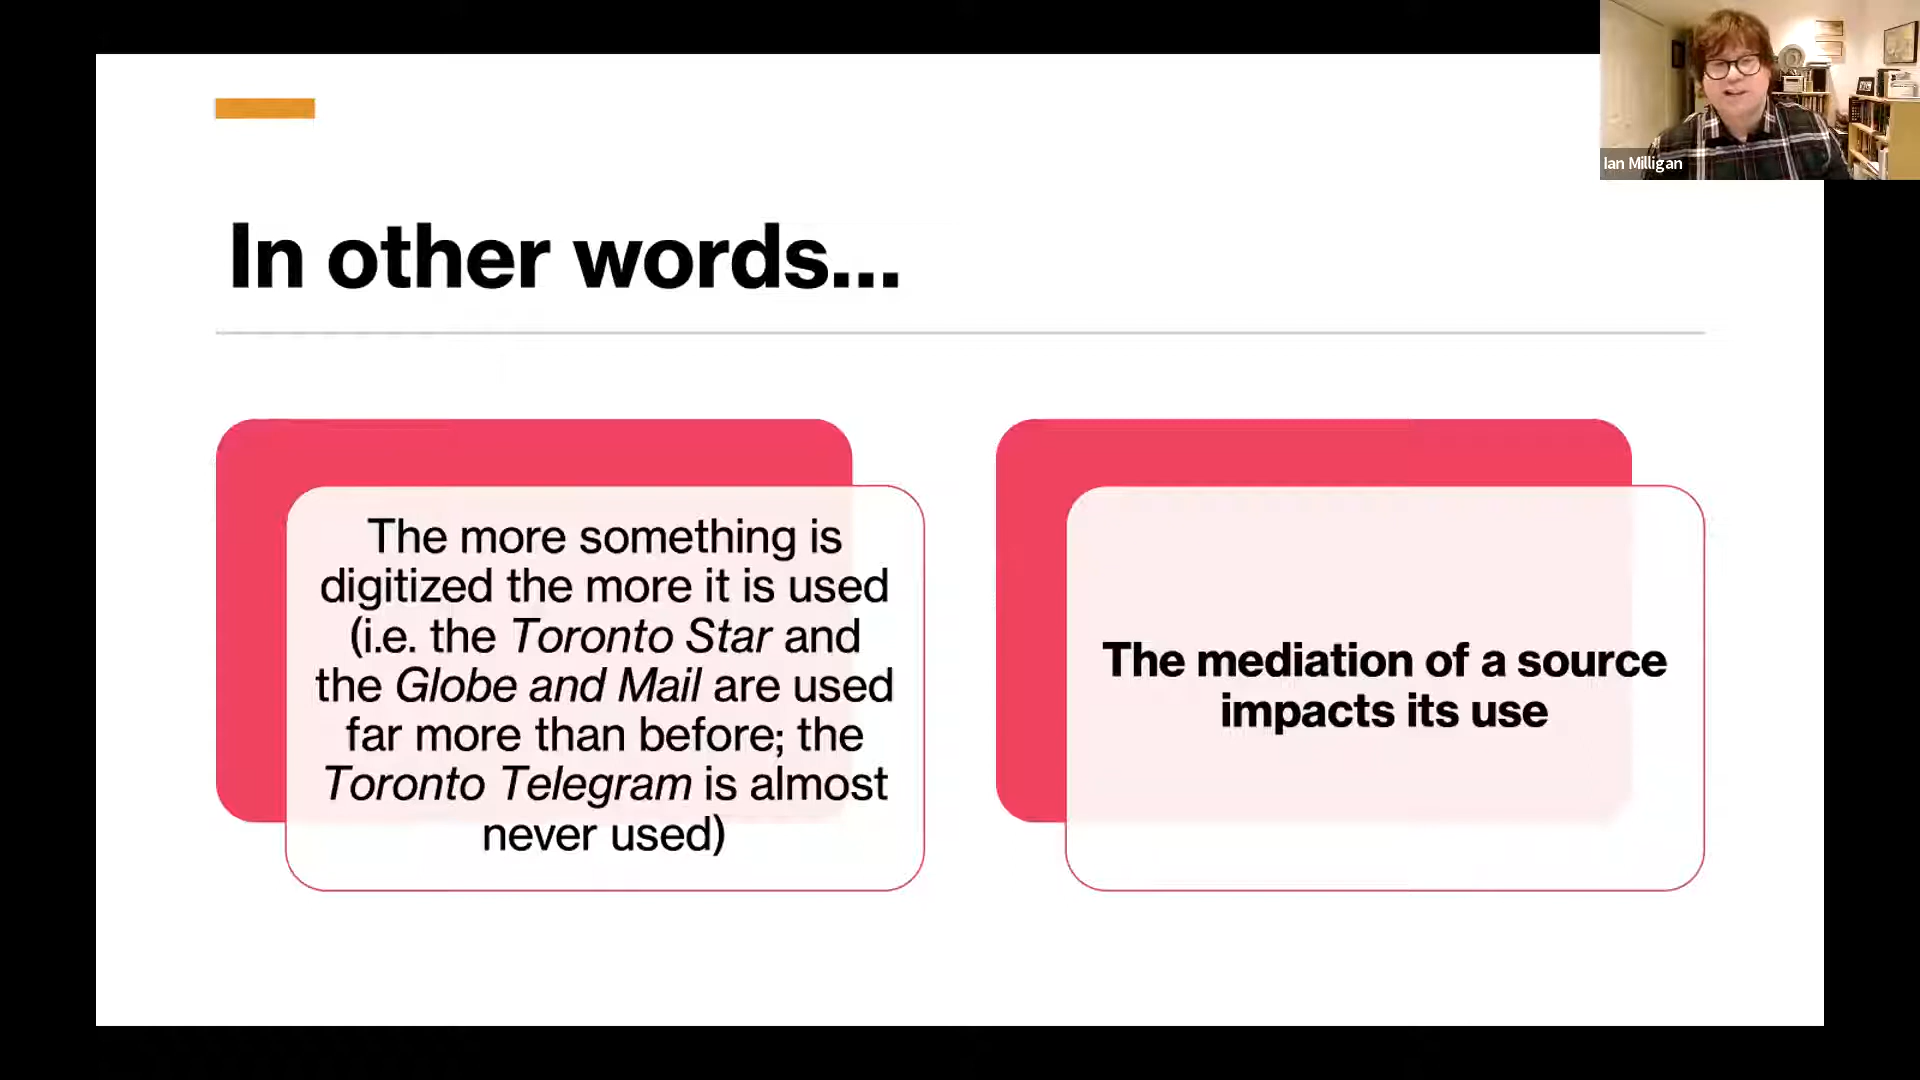 In other words...
The more something is
digitized the more it is used
(i.e. the Toronto Star and
the Globe and Mail are used
far more than before; the
Toronto Telegram is almost
never used)
The mediation of a source
impacts its use
Ian Milligan